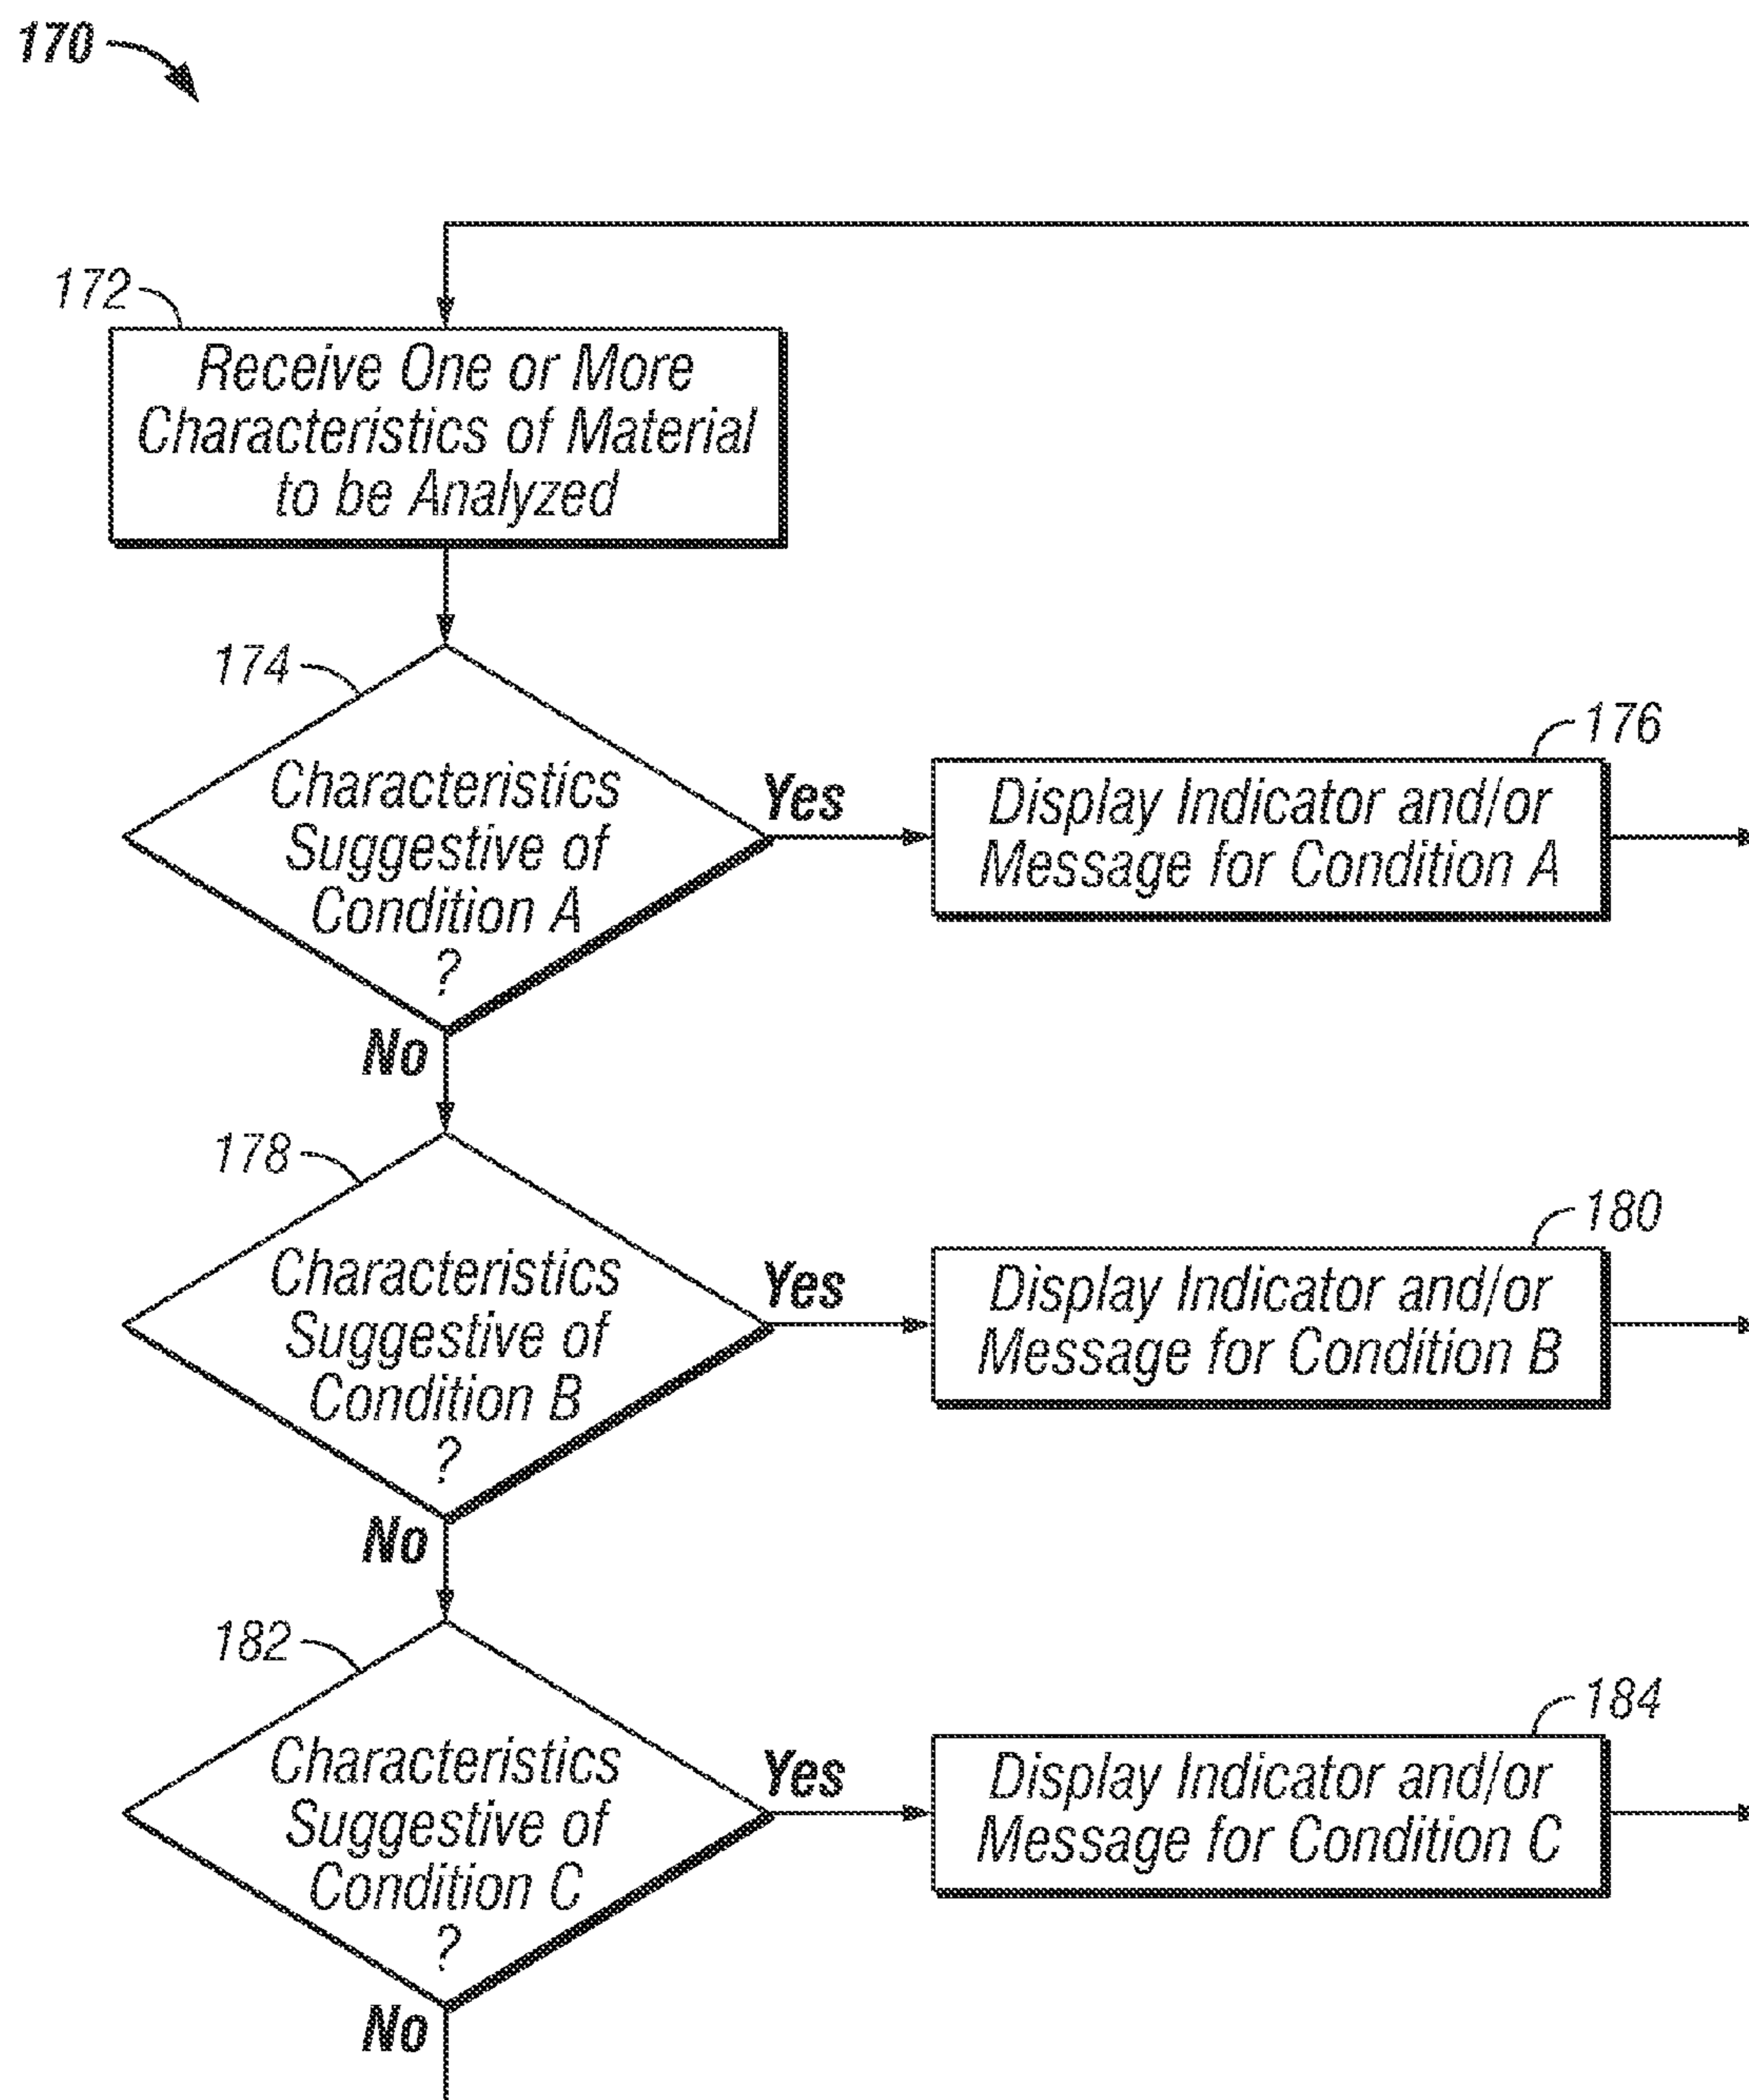 170
172
Receive One or More
Characteristics of Material
to be Analyzed
174
Characteristics
Suggestive of
Condition A
?
Yes
176
Display Indicator and/or
Message for Condition A
No
178
Characteristics
Suggestive of
Condition B
?
Yes
180
Display Indicator and/or
Message for Condition B
No
182
Characteristics
Suggestive of
Condition C
?
Yes
184
Display Indicator and/or
Message for Condition C
No